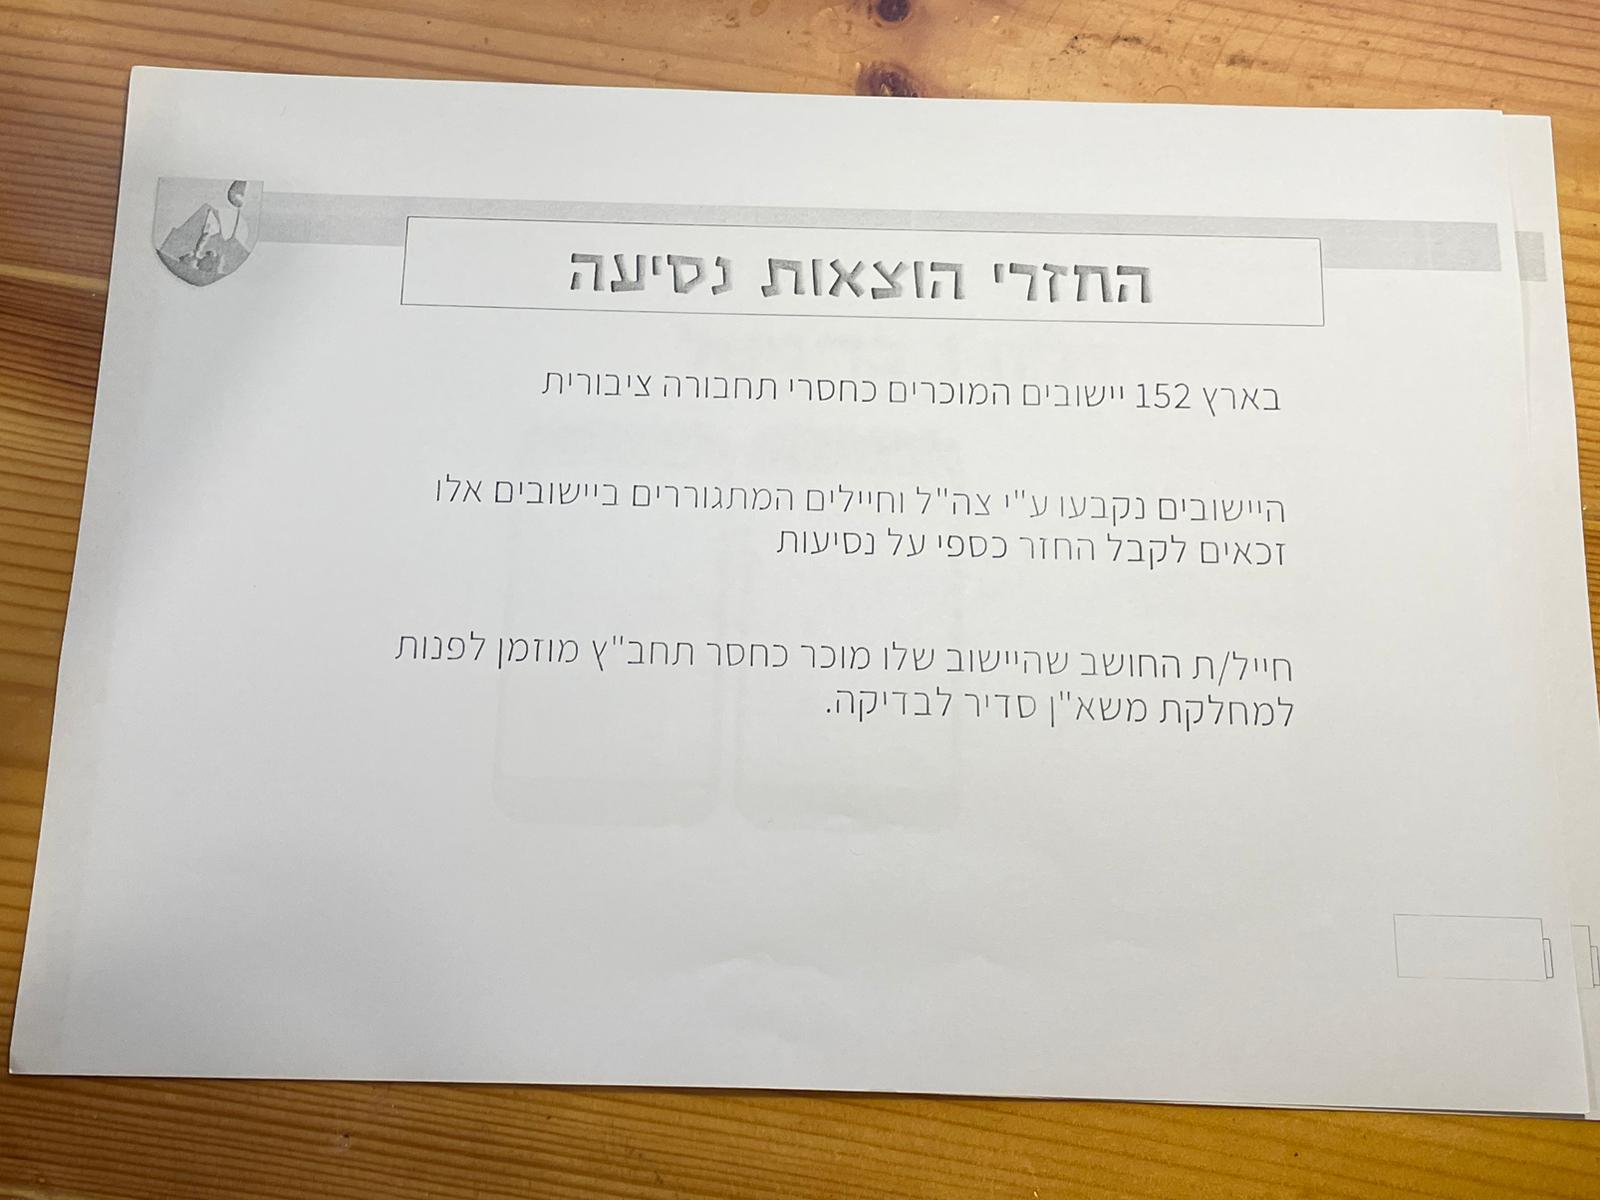 החזרי הוצאות נסיעה
בארץ 152 יישובים המוכרים כחסרי תחבורה ציבורית
היישובים נקבעו ע"י צה"ל וחיילים המתגוררים ביישובים אלו
זכאים לקבל החזר כספי על נסיעות
חייל/ת החושב שהיישוב שלו מוכר כחסר תחב"ץ מוזמן לפנות
למחלקת משא"ן סדיר לבדיקה.